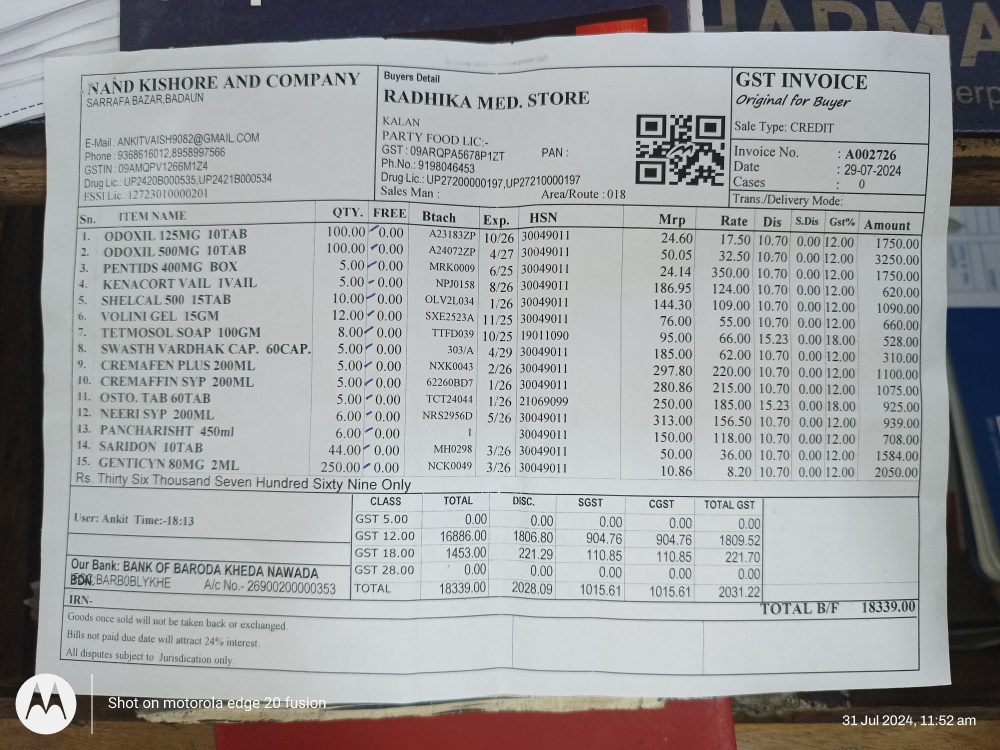 HARMA
erp
NAND KISHORE AND COMPANY
SARRAFA BAZAR,BADAUN
E-Mail : ANKITVAISH9082@GMAIL.COM
Phone : 9368616012,8958997566
GSTIN : 09AMQPV1266M1Z4
Drug Lic.: UP2420B000535,UP2421B000534
FSSI Lic.:12723010000201
Buyers Detail
RADHIKA MED. STORE
KALAN
PARTY FOOD LIC:-
GST : 09ARQPA5678P1ZT PAN :
Ph.No.: 9198046453
Drug Lic.: UP27200000197,UP27210000197
Sales Man : Area/Route : 018
GST INVOICE
Original for Buyer
Sale Type: CREDIT
Invoice No. : A002726
Date : 29-07-2024
Cases : 0
Trans./Delivery Mode:
Sn. ITEM NAME QTY. FREE Btach Exp. HSN Mrp Rate Dis S.Dis Gst% Amount
1. ODOXIL 125MG 10TAB 100.00 0.00 A23183ZP 10/26 30049011 24.60 17.50 10.70 0.00 12.00 1750.00
2. ODOXIL 500MG 10TAB 100.00 0.00 A24072ZP 4/27 30049011 50.05 32.50 10.70 0.00 12.00 3250.00
3. PENTIDS 400MG BOX 5.00 0.00 MRK0009 6/25 30049011 24.14 350.00 10.70 0.00 12.00 1750.00
4. KENACORT VAIL 1VAIL 5.00 0.00 NPJ0158 8/26 30049011 186.95 124.00 10.70 0.00 12.00 620.00
5. SHELCAL 500 15TAB 10.00 0.00 OLV2L034 1/26 30049011 144.30 109.00 10.70 0.00 12.00 1090.00
6. VOLINI GEL 15GM 12.00 0.00 SXE2523A 11/25 30049011 76.00 55.00 10.70 0.00 12.00 660.00
7. TETMOSOL SOAP 100GM 8.00 0.00 TTFD039 10/25 19011090 95.00 66.00 15.23 0.00 18.00 528.00
8. SWASTH VARDHAK CAP. 60CAP. 5.00 0.00 303/A 4/29 30049011 185.00 62.00 10.70 0.00 12.00 310.00
9. CREMAFEN PLUS 200ML 5.00 0.00 NXK0043 2/26 30049011 297.80 220.00 10.70 0.00 12.00 1100.00
10. CREMAFFIN SYP 200ML 5.00 0.00 62260BD7 1/26 30049011 280.86 215.00 10.70 0.00 12.00 1075.00
11. OSTO. TAB 60TAB 5.00 0.00 TCT24044 1/26 21069099 250.00 185.00 15.23 0.00 18.00 925.00
12. NEERI SYP 200ML 6.00 0.00 NRS2956D 5/26 30049011 313.00 156.50 10.70 0.00 12.00 939.00
13. PANCHARISHT 450ml 6.00 0.00 1 30049011 150.00 118.00 10.70 0.00 12.00 708.00
14. SARIDON 10TAB 44.00 0.00 MH0298 3/26 30049011 50.00 36.00 10.70 0.00 12.00 1584.00
15. GENTICYN 80MG 2ML 250.00 0.00 NCK0049 3/26 30049011 10.86 8.20 10.70 0.00 12.00 2050.00
Rs. Thirty Six Thousand Seven Hundred Sixty Nine Only
User: Ankit Time:-18:13
CLASS TOTAL DISC. SGST CGST TOTAL GST
GST 5.00 0.00 0.00 0.00 0.00 0.00
GST 12.00 16886.00 1806.80 904.76 904.76 1809.52
GST 18.00 1453.00 221.29 110.85 110.85 221.70
GST 28.00 0.00 0.00 0.00 0.00 0.00
TOTAL 18339.00 2028.09 1015.61 1015.61 2031.22
Our Bank: BANK OF BARODA KHEDA NAWADA
BARB0BLYKHE A/c No.- 26900200000353
IRN-
TOTAL B/F 18339.00
Goods once sold will not be taken back or exchanged.
Bills not paid due date will attract 24% interest.
All disputes subject to Jurisdication only.
Shot on motorola edge 20 fusion
31 Jul 2024, 11:52 am